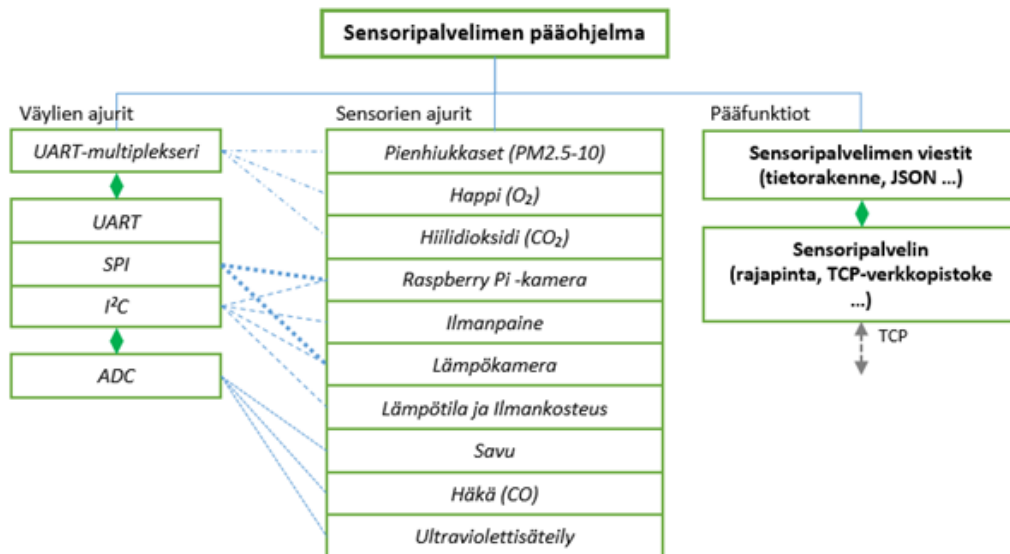 Sensoripalvelimen pääohjelma
Väylien ajurit
UART-multiplekseri
UART
SPI
I²C
ADC
Sensorien ajurit
Pienhiukkaset (PM2.5-10)
Happi (O₂)
Hiilidioksidi (CO₂)
Raspberry Pi -kamera
Ilmanpaine
Lämpökamera
Lämpötila ja Ilmankosteus
Savu
Häkä (CO)
Ultraviolettisäteily
Pääfunktiot
Sensoripalvelimen viestit
(tietorakenne, JSON ...)
Sensoripalvelin
(rajapinta, TCP-verkkopistoke
...)
TCP